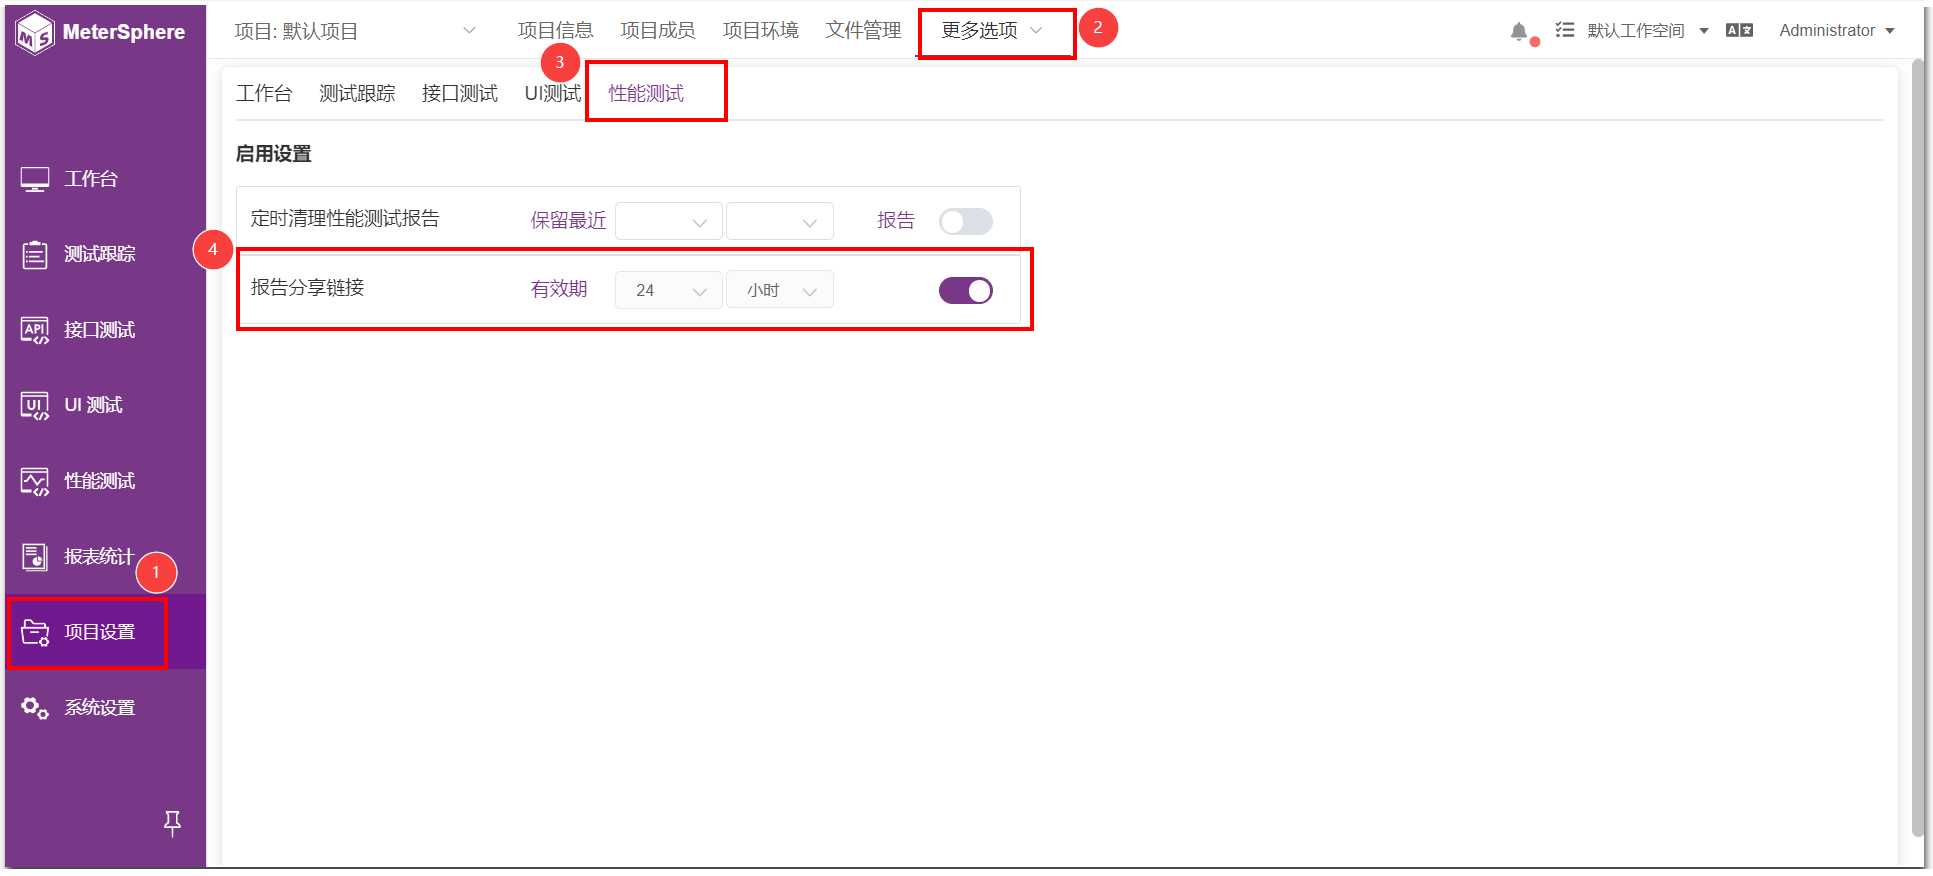 MeterSphere
项目: 默认项目
项目信息
项目成员
项目环境
文件管理
更多选项
2
默认工作空间
Administrator
3
工作台
测试跟踪
接口测试
UI测试
性能测试
启用设置
定时清理性能测试报告
保留最近
报告
4
报告分享链接
有效期
24
小时
工作台
测试跟踪
API
接口测试
UI
UI 测试
性能测试
报表统计
1
项目设置
系统设置